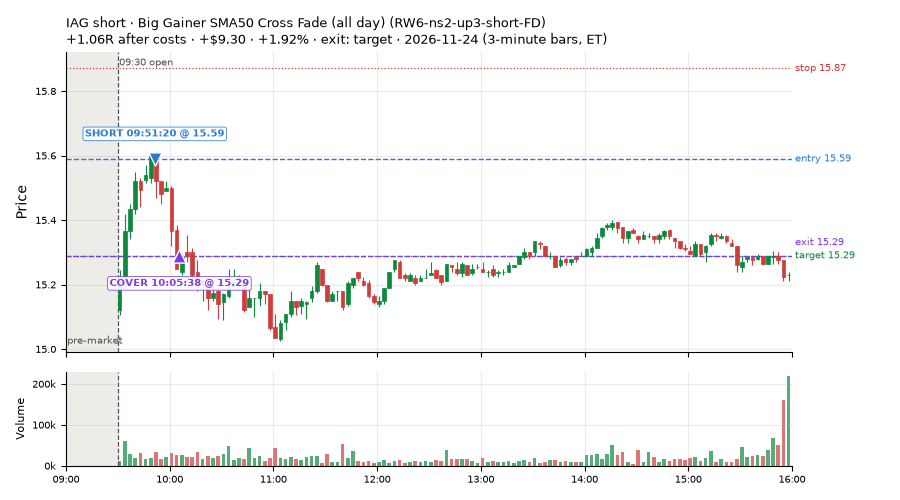 IAG short · Big Gainer SMA50 Cross Fade (all day) (RW6-ns2-up3-short-FD)
+1.06R after costs · +$9.30 · +1.92% · exit: target · 2026-11-24 (3-minute bars, ET)
09:30 open
stop 15.87
15.8
SHORT 09:51:20 @ 15.59
15.6
entry 15.59
Price
15.4
exit 15.29
target 15.29
COVER 10:05:38 @ 15.29
15.2
pre-market
15.0
Volume
200k
100k
0k
09:00 10:00 11:00 12:00 13:00 14:00 15:00 16:00